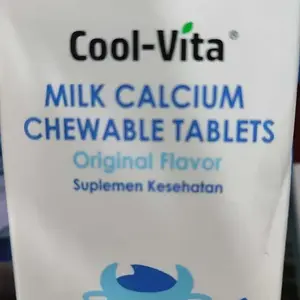 Cool-Vita®
MILK CALCIUM
CHEWABLE TABLETS
Original Flavor
Suplemen Kesehatan